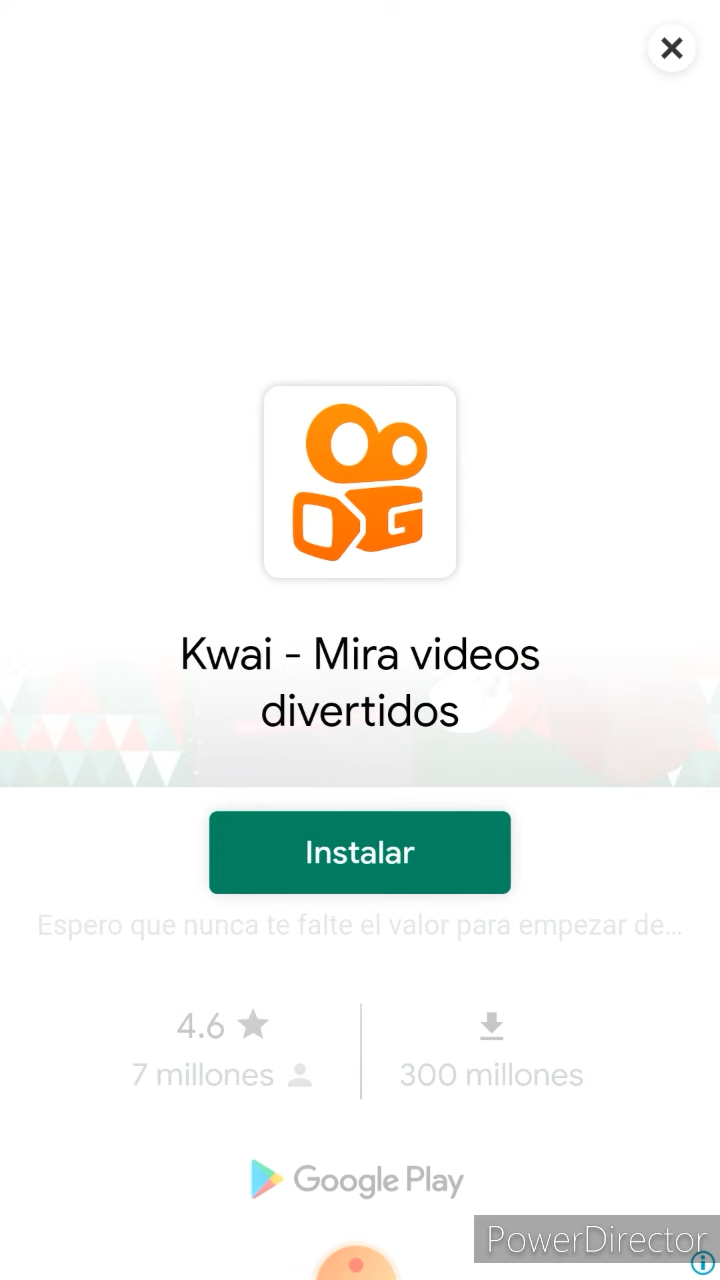 Kwai - Mira videos
divertidos
Instalar
Espero que nunca te falte el valor para empezar de...
4.6
7 millones
300 millones
Google Play
PowerDirector